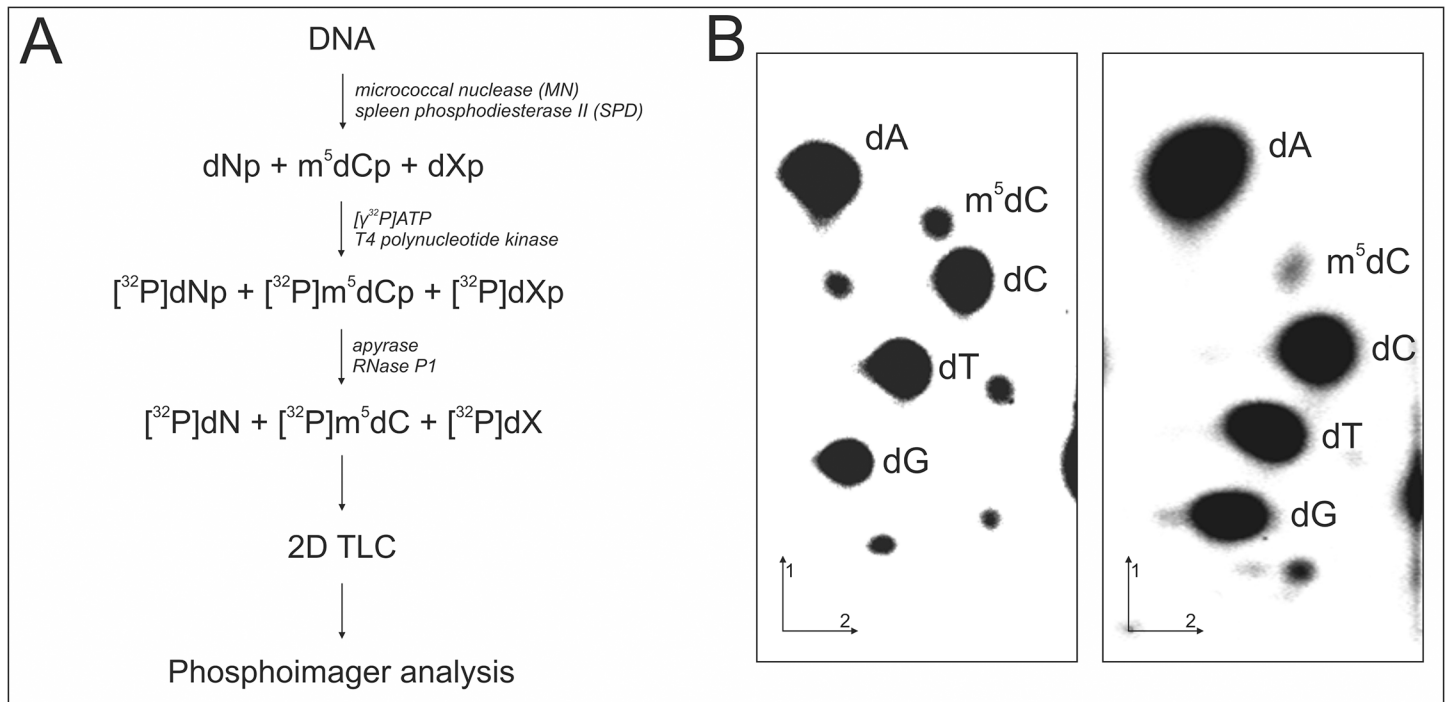 A
DNA
micrococcal nuclease (MN)
spleen phosphodiesterase II (SPD)
dNp + m⁵dCp + dXp
[γ³²P]ATP
T4 polynucleotide kinase
[³²P]dNp + [³²P]m⁵dCp + [³²P]dXp
apyrase
RNase P1
[³²P]dN + [³²P]m⁵dC + [³²P]dX
2D TLC
Phosphoimager analysis
B
dA
m⁵dC
dC
dT
dG
1
2
dA
m⁵dC
dC
dT
dG
1
2